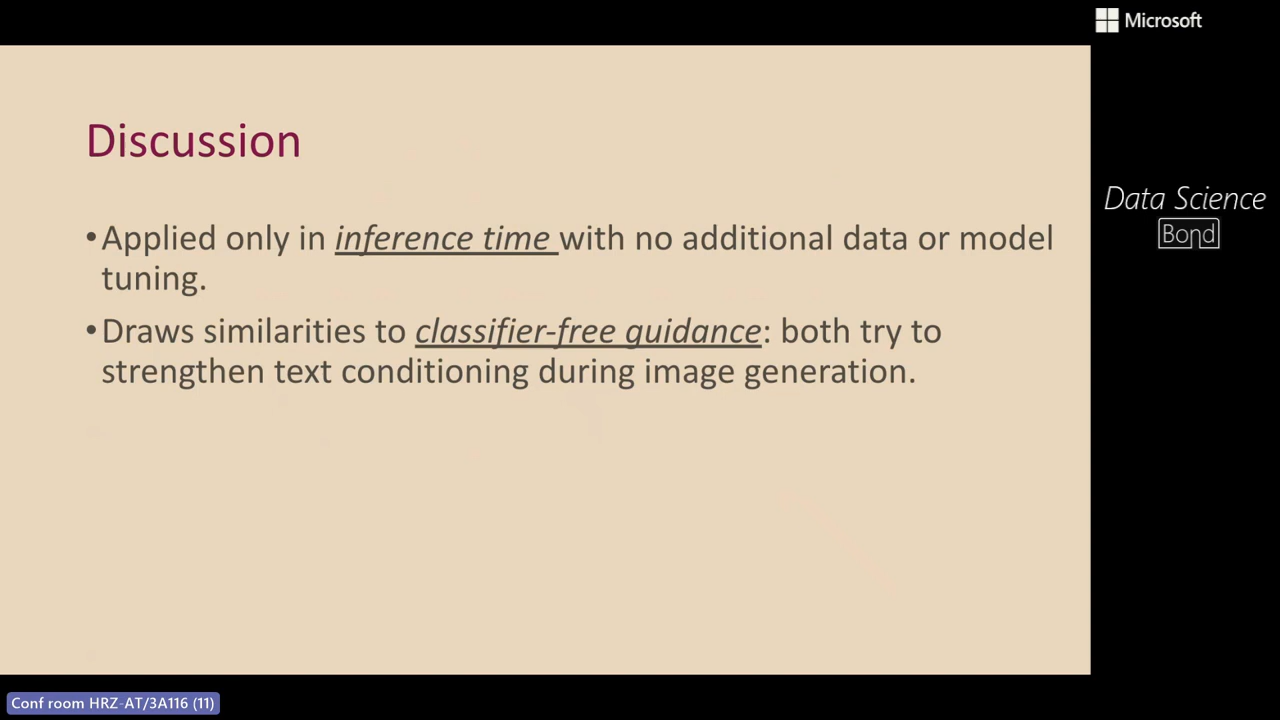 Microsoft
Discussion
Data Science
Bond
•Applied only in inference time with no additional data or model
tuning.
•Draws similarities to classifier-free guidance: both try to
strengthen text conditioning during image generation.
Conf room HRZ-AT/3A116 (11)